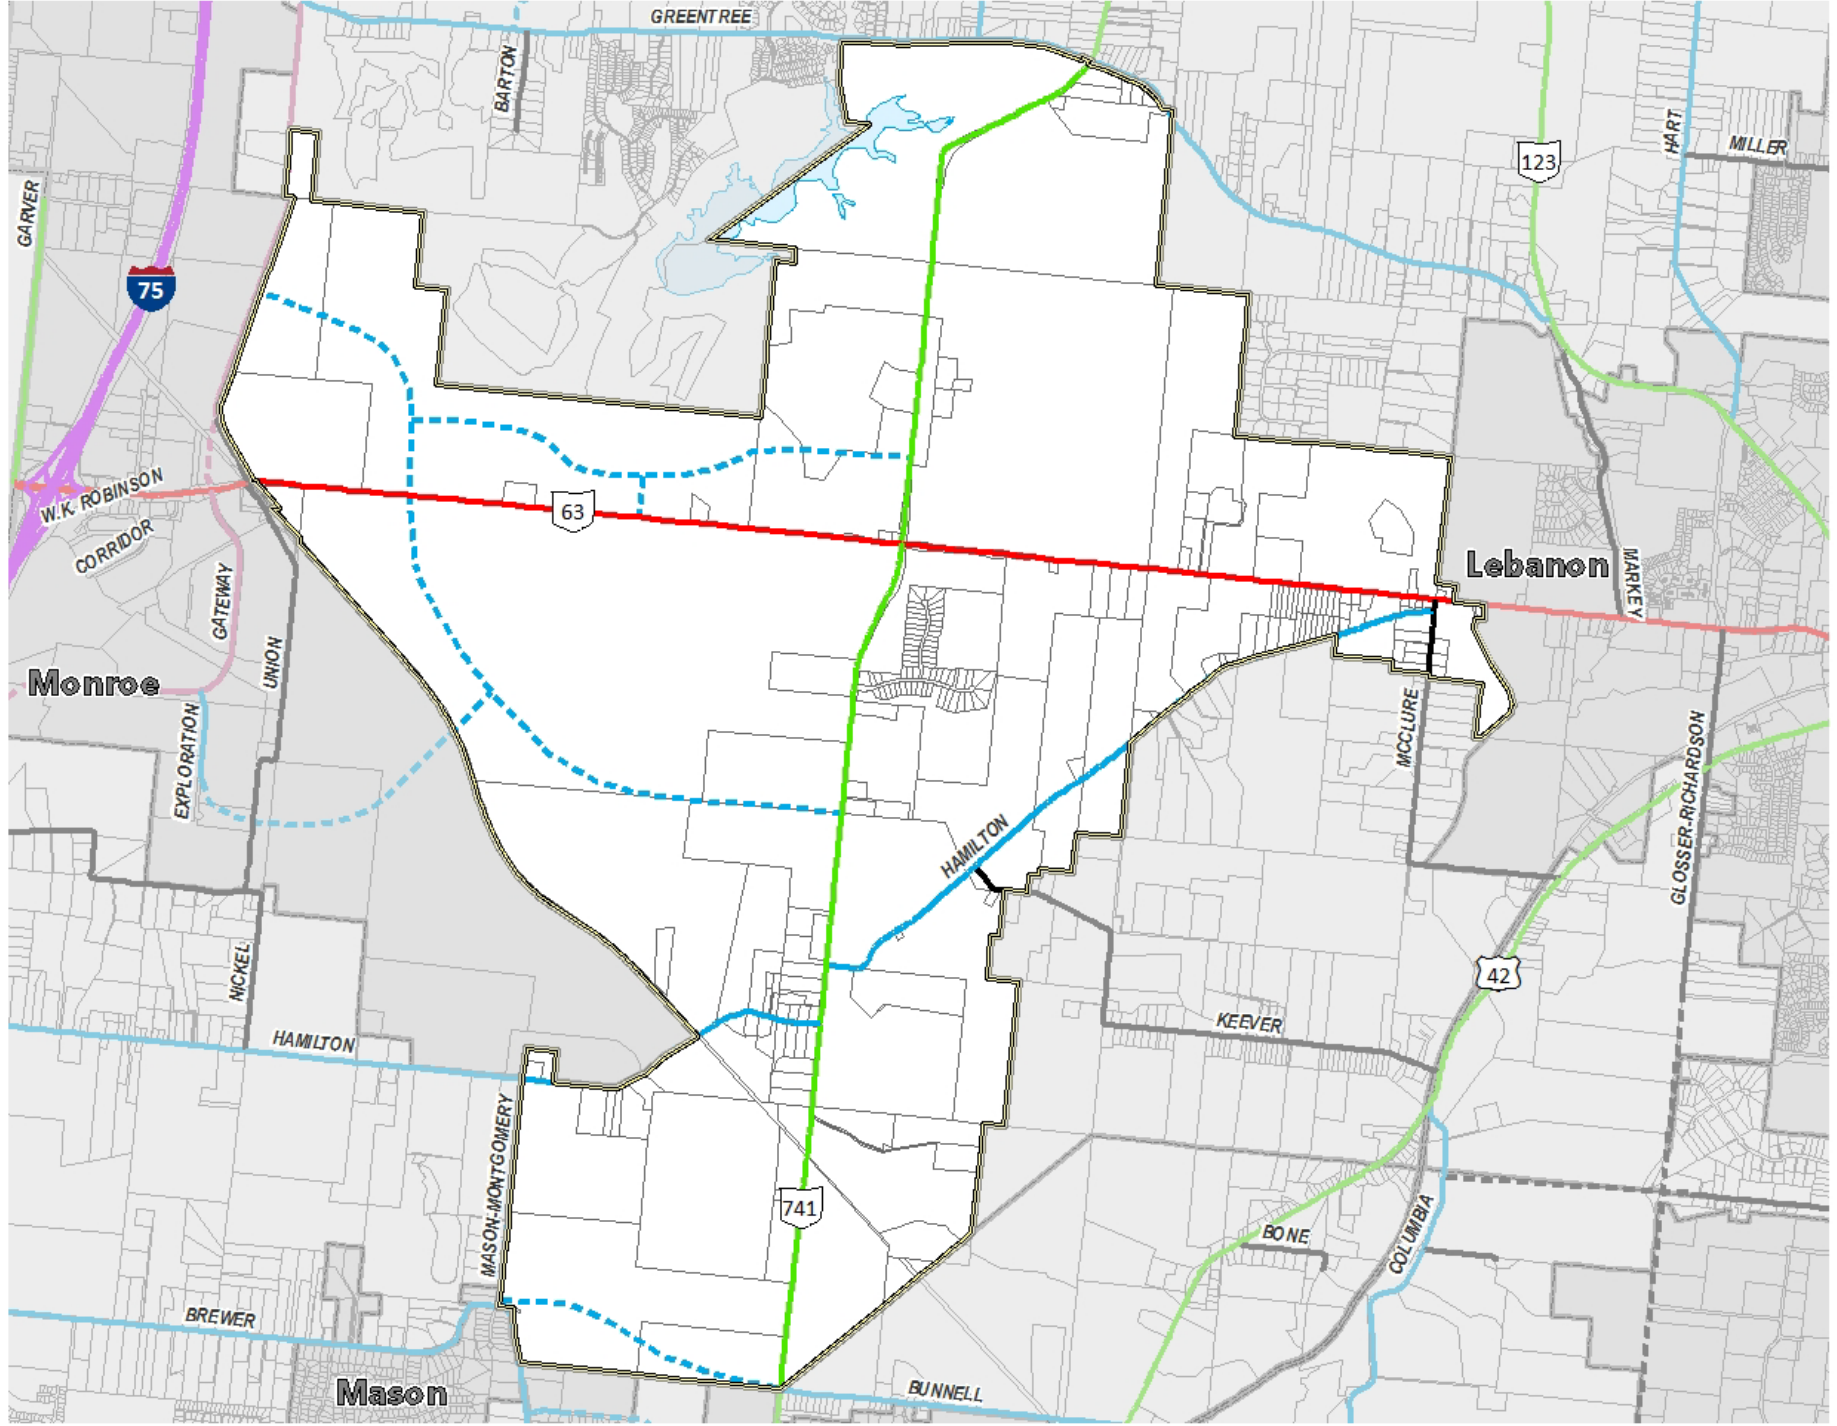 GREENTREE
BARTON
HART
MILLER
123
GARVER
75
W.K. ROBINSON
63
CORRIDOR
Lebanon
MARKEY
GATEWAY
UNION
Monroe
EXPLORATION
MCCLURE
GLOSSER-RICHARDSON
HAMILTON
NICKEL
42
KEEVER
HAMILTON
MASON-MONTGOMERY
741
BONE
COLUMBIA
BREWER
Mason
BUNNELL